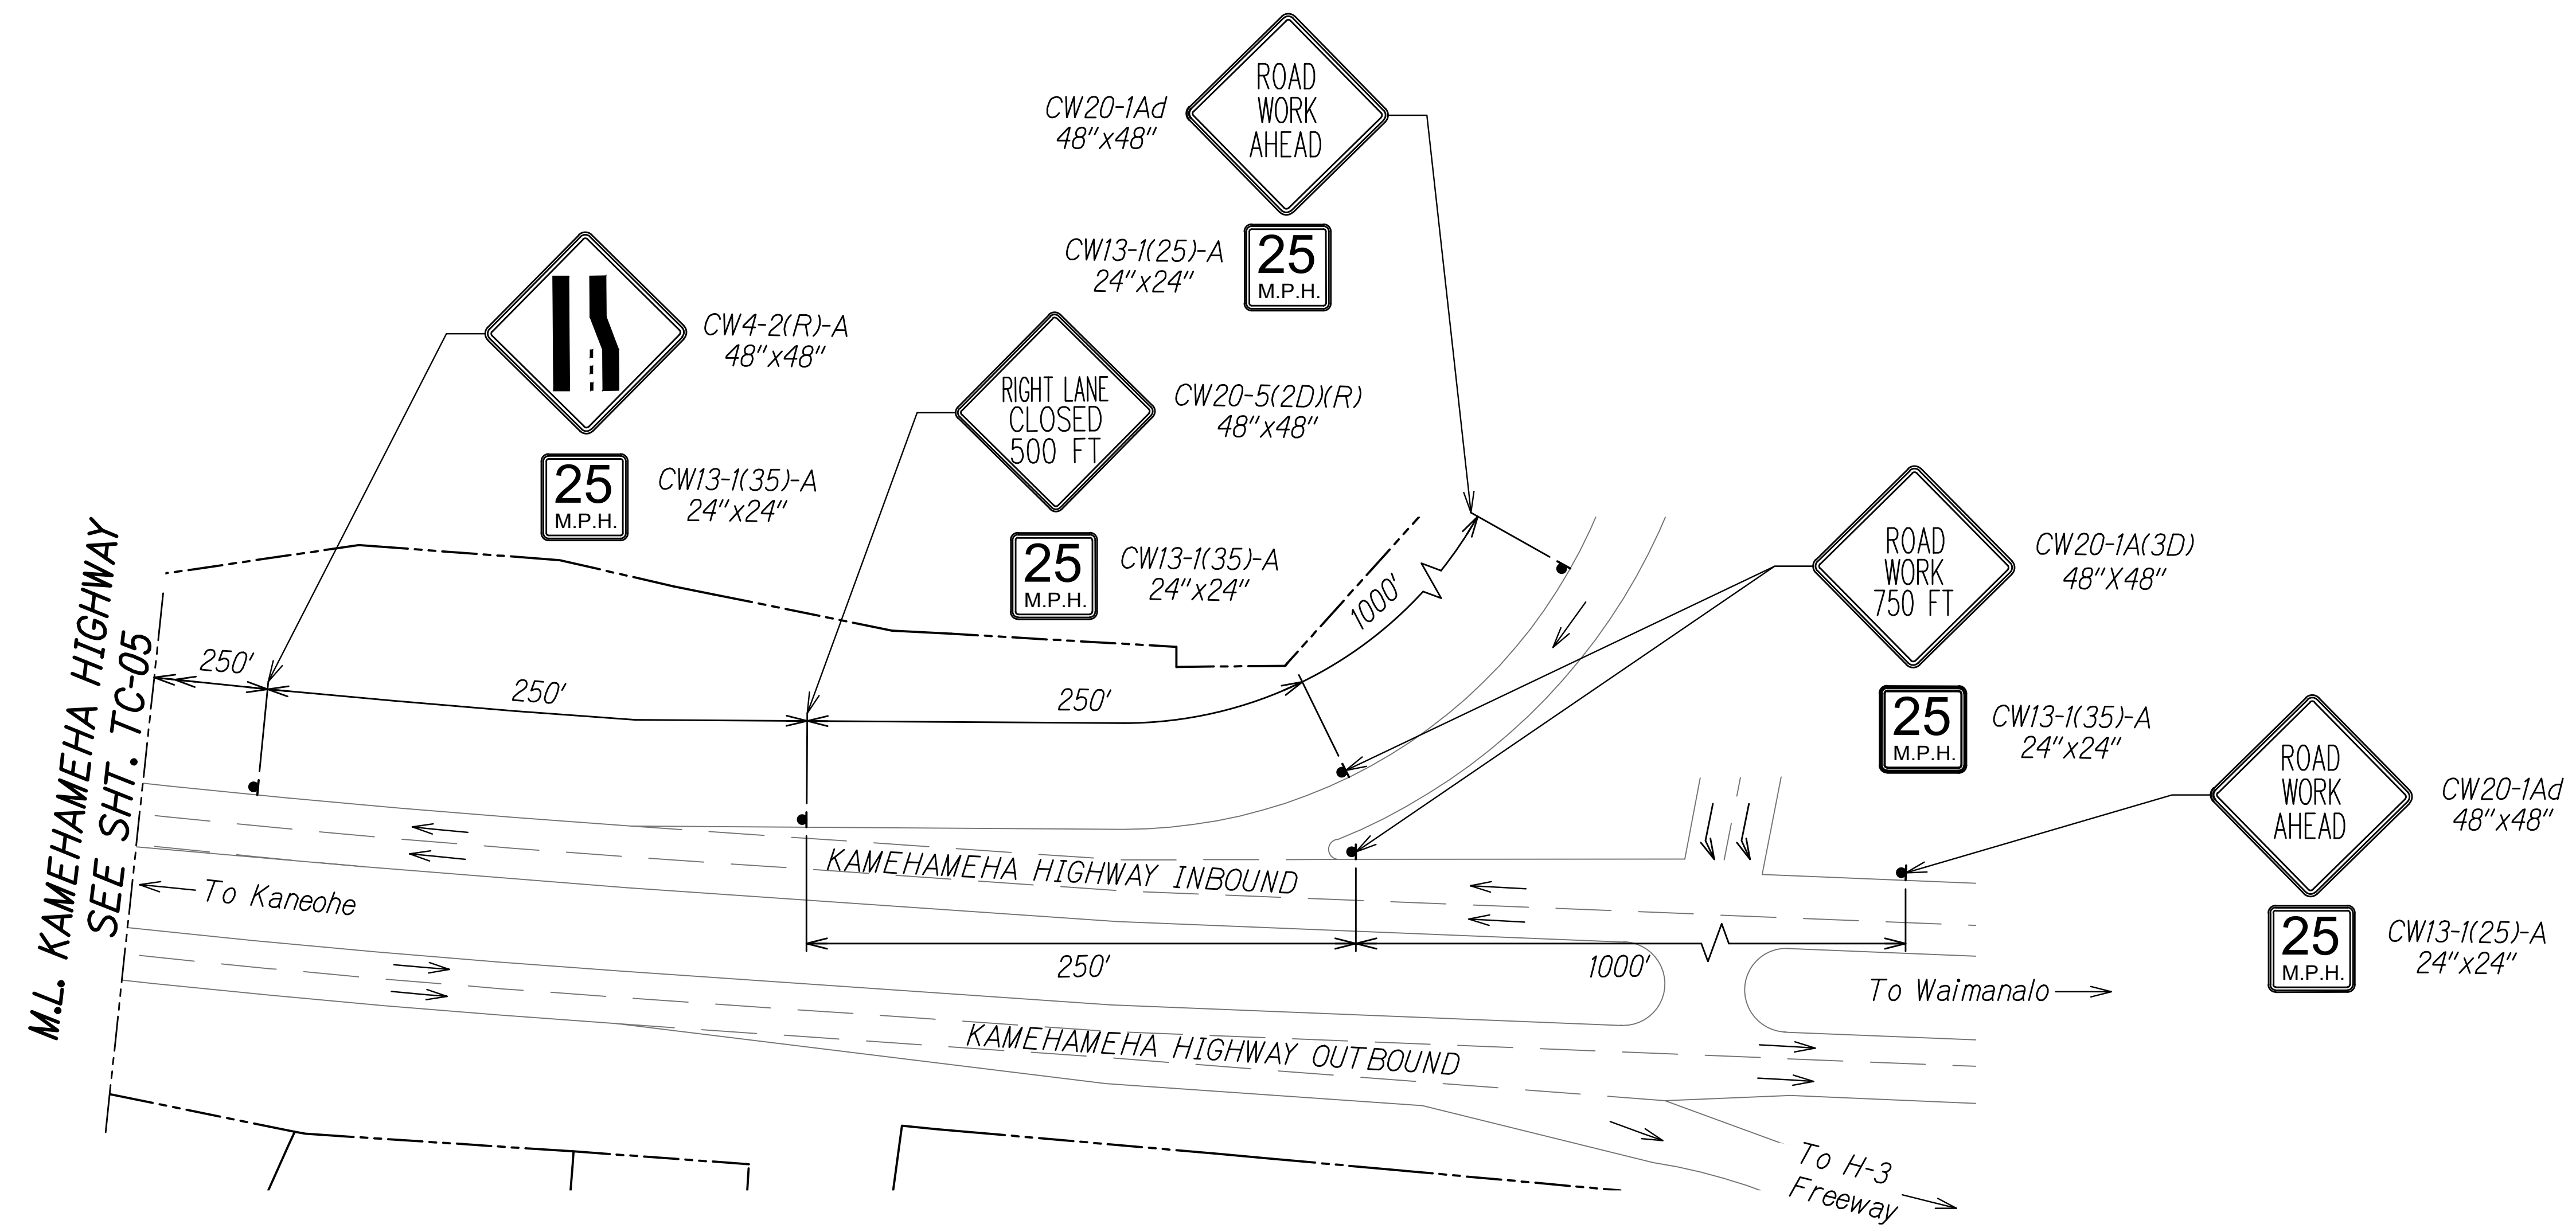 ROAD
WORK
AHEAD
CW20-1Ad
48"x48"
25
M.P.H.
CW13-1(25)-A
24"x24"
CW4-2(R)-A
48"x48"
25
M.P.H.
CW13-1(35)-A
24"x24"
RIGHT LANE
CLOSED
500 FT
CW20-5(2D)(R)
48"x48"
25
M.P.H.
CW13-1(35)-A
24"x24"
ROAD
WORK
750 FT
CW20-1A(3D)
48"X48"
25
M.P.H.
CW13-1(35)-A
24"x24"
ROAD
WORK
AHEAD
CW20-1Ad
48"x48"
25
M.P.H.
CW13-1(25)-A
24"x24"
M.L. KAMEHAMEHA HIGHWAY
SEE SHT. TC-05
250'
250'
250'
1000'
KAMEHAMEHA HIGHWAY INBOUND
To Kaneohe
250'
1000'
To Waimanalo
KAMEHAMEHA HIGHWAY OUTBOUND
To H-3
Freeway